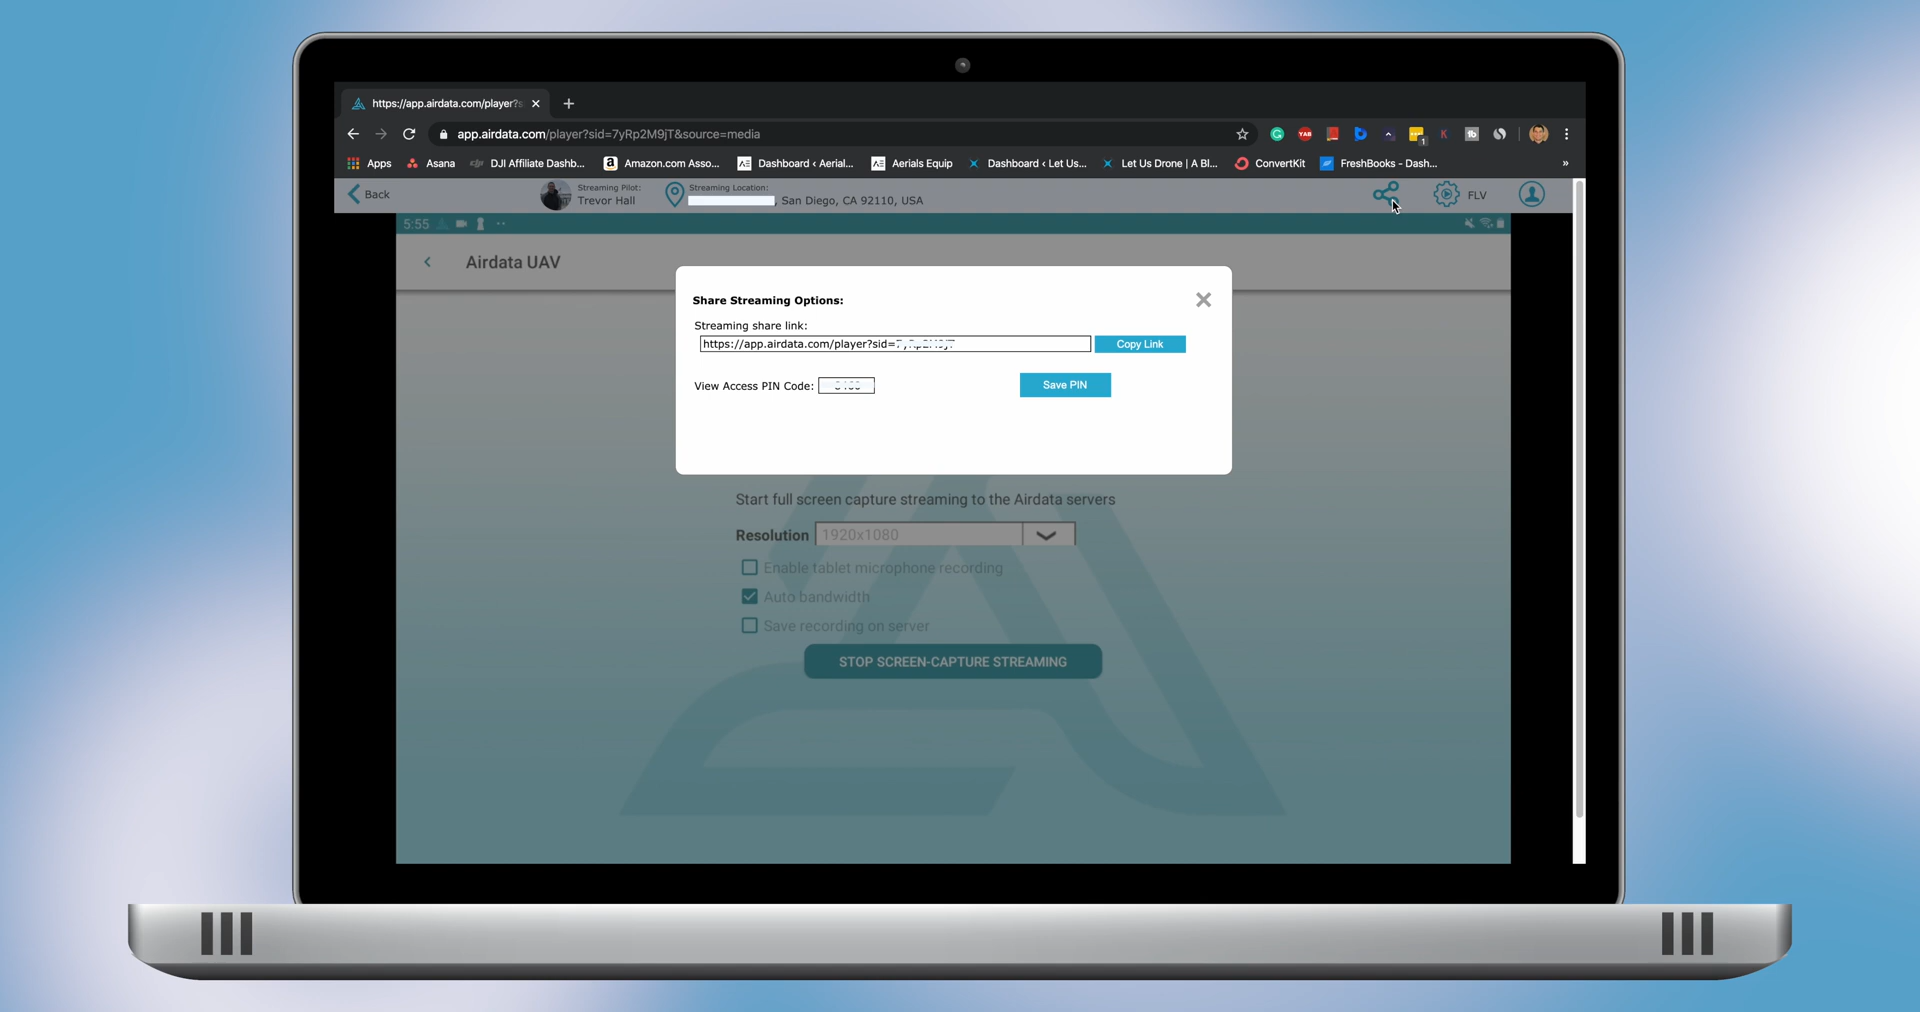 https://app.airdata.com/player?s
app.airdata.com/player?sid=7yRp2M9jT&source=media
Apps Asana DJI Affiliate Dashb... Amazon.com Asso... Dashboard ‹ Aerial... Aerials Equip Dashboard ‹ Let Us... Let Us Drone | A Bl... ConvertKit FreshBooks - Dash... »
Back
Streaming Pilot:
Trevor Hall
Streaming Location:
, San Diego, CA 92110, USA
FLV
5:55
Airdata UAV
Share Streaming Options:
Streaming share link:
https://app.airdata.com/player?sid=
Copy Link
View Access PIN Code:
Save PIN
Start full screen capture streaming to the Airdata servers
Resolution 1920x1080
Enable tablet microphone recording
Auto bandwidth
Save recording on server
STOP SCREEN-CAPTURE STREAMING